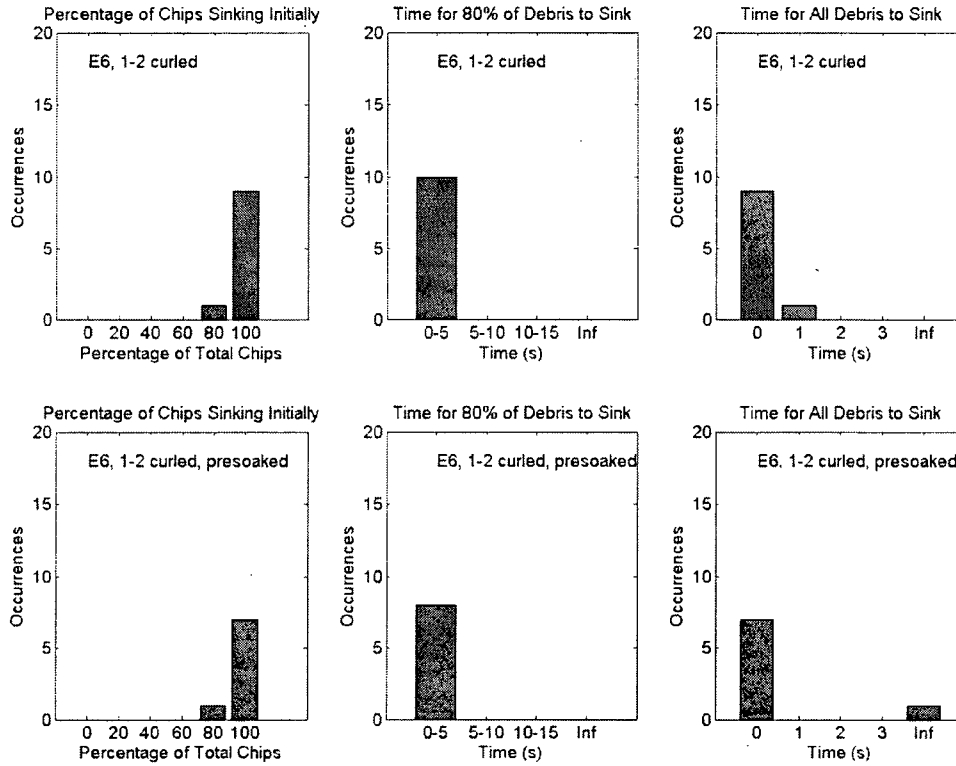 Percentage of Chips Sinking Initially
20
15
10
5
0
Occurrences
E6, 1-2 curled
0 20 40 60 80 100
Percentage of Total Chips
Time for 80% of Debris to Sink
20
15
10
5
0
Occurrences
E6, 1-2 curled
0-5 5-10 10-15 Inf
Time (s)
Time for All Debris to Sink
20
15
10
5
0
Occurrences
E6, 1-2 curled
0 1 2 3 Inf
Time (s)
Percentage of Chips Sinking Initially
20
15
10
5
0
Occurrences
E6, 1-2 curled, presoaked
0 20 40 60 80 100
Percentage of Total Chips
Time for 80% of Debris to Sink
20
15
10
5
0
Occurrences
E6, 1-2 curled, presoaked
0-5 5-10 10-15 Inf
Time (s)
Time for All Debris to Sink
20
15
10
5
0
Occurrences
E6, 1-2 curled, presoaked
0 1 2 3 Inf
Time (s)